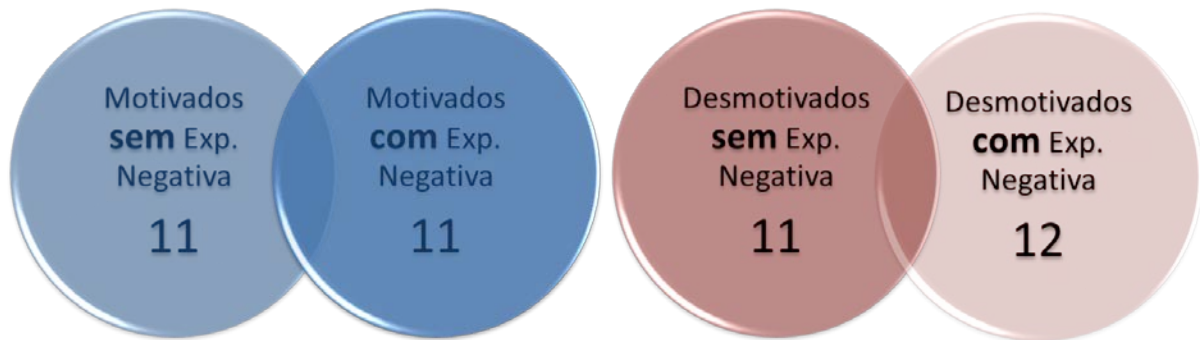 Motivados
sem Exp.
Negativa
11
Motivados
com Exp.
Negativa
11
Desmotivados
sem Exp.
Negativa
11
Desmotivados
com Exp.
Negativa
12